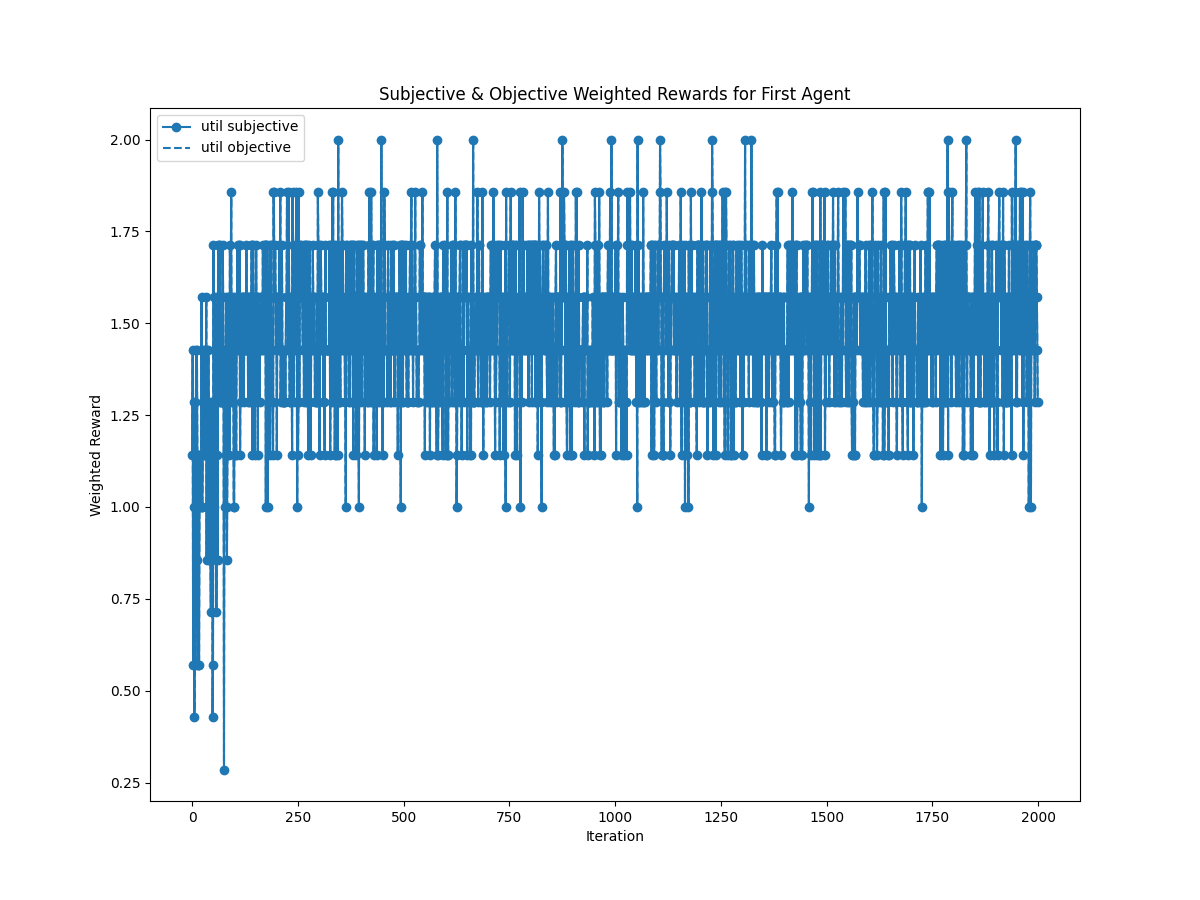 Subjective & Objective Weighted Rewards for First Agent
util subjective
util objective
2.00
1.75
1.50
1.25
1.00
0.75
0.50
0.25
Weighted Reward
0 250 500 750 1000 1250 1500 1750 2000
Iteration